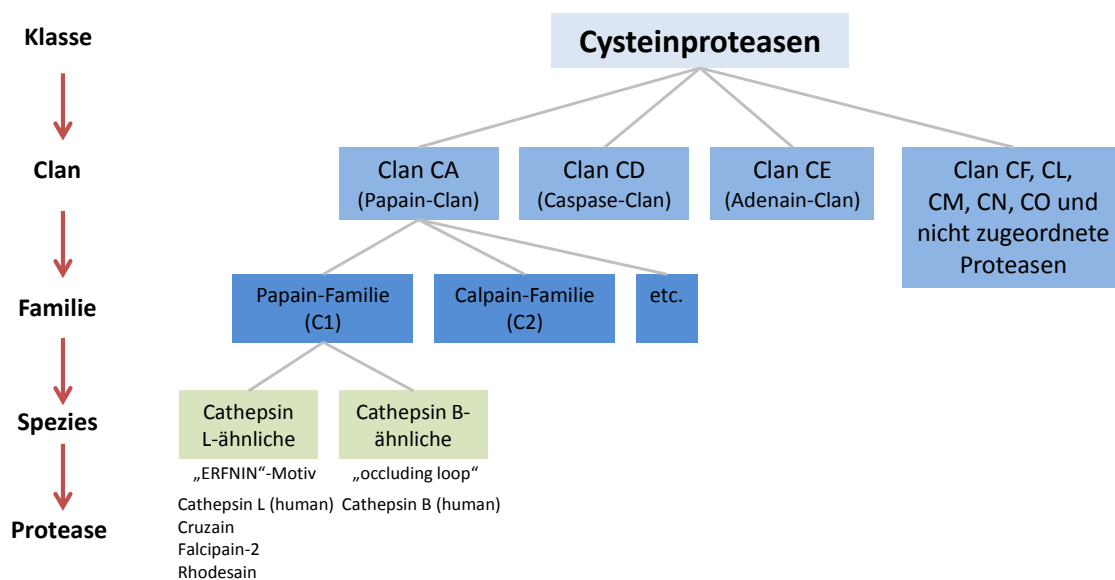 Klasse
Cysteinproteasen
Clan
Clan CA
(Papain-Clan)
Clan CD
(Caspase-Clan)
Clan CE
(Adenain-Clan)
Clan CF, CL,
CM, CN, CO und
nicht zugeordnete
Proteasen
Familie
Papain-Familie
(C1)
Calpain-Familie
(C2)
etc.
Spezies
Cathepsin
L-ähnliche
Cathepsin B-
ähnliche
„ERFNIN“-Motiv
„occluding loop“
Protease
Cathepsin L (human)
Cruzain
Falcipain-2
Rhodesain
Cathepsin B (human)